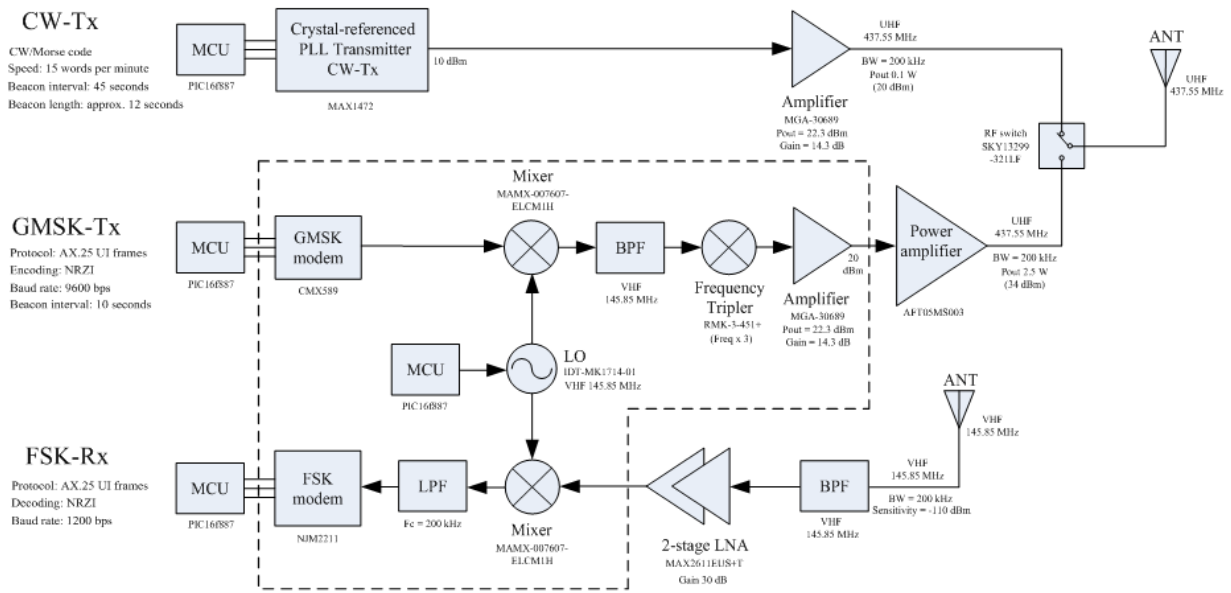 CW-Tx
CW/Morse code
Speed: 15 words per minute
Beacon interval: 45 seconds
Beacon length: approx. 12 seconds
MCU
PIC16f887
Crystal-referenced
PLL Transmitter
CW-Tx
MAX1472
10 dBm
Amplifier
MGA-30689
Pout = 22.3 dBm
Gain = 14.3 dB
UHF
437.55 MHz
BW = 200 kHz
Pout 0.1 W
(20 dBm)
ANT
UHF
437.55 MHz
RF switch
SKY13299
-321LF
GMSK-Tx
Protocol: AX.25 UI frames
Encoding: NRZI
Baud rate: 9600 bps
Beacon interval: 10 seconds
MCU
PIC16f887
GMSK
modem
CMX589
Mixer
MAMX-007607-
ELCM1H
BPF
VHF
145.85 MHz
Frequency
Tripler
RMK-3-451+
(Freq x 3)
Amplifier
MGA-30689
Pout = 22.3 dBm
Gain = 14.3 dB
20
dBm
Power
amplifier
AFT05MS003
UHF
437.55 MHz
BW = 200 kHz
Pout 2.5 W
(34 dBm)
MCU
PIC16f887
LO
IDT-MK1714-01
VHF 145.85 MHz
FSK-Rx
Protocol: AX.25 UI frames
Decoding: NRZI
Baud rate: 1200 bps
MCU
PIC16f887
FSK
modem
NJM2211
LPF
Fc = 200 kHz
Mixer
MAMX-007607-
ELCM1H
2-stage LNA
MAX2611EUS+T
Gain 30 dB
BPF
VHF
145.85 MHz
VHF
145.85 MHz
BW = 200 kHz
Sensitivity = -110 dBm
ANT
VHF
145.85 MHz